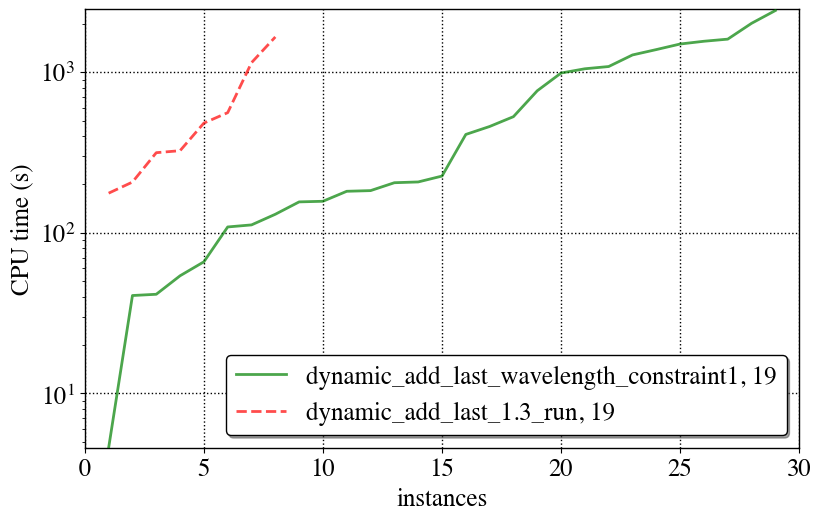 10³
10²
10¹
CPU time (s)
dynamic_add_last_wavelength_constraint1, 19
dynamic_add_last_1.3_run, 19
0 5 10 15 20 25 30
instances